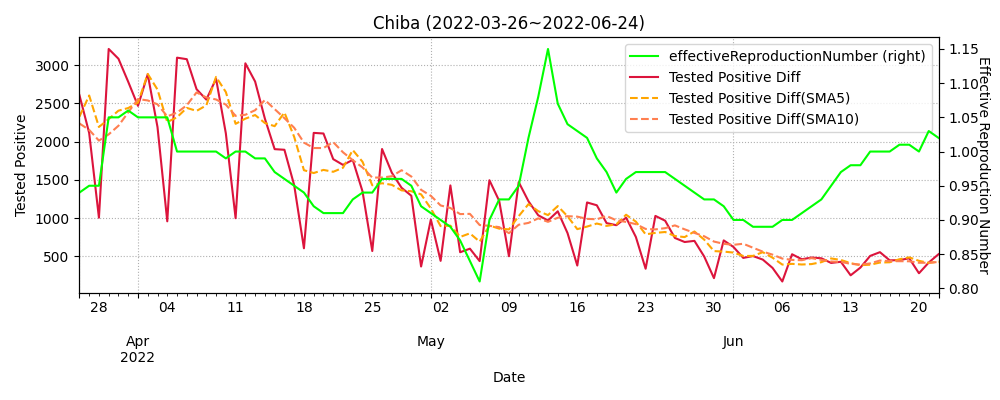 Chiba (2022-03-26~2022-06-24)
effectiveReproductionNumber (right)
Tested Positive Diff
Tested Positive Diff(SMA5)
Tested Positive Diff(SMA10)
Tested Positive
3000
2500
2000
1500
1000
500
1.15
1.10
1.05
1.00
0.95
0.90
0.85
0.80
Effective Reproduction Number
28 04 11 18 25 02 09 16 23 30 06 13 20
Apr May Jun
2022
Date